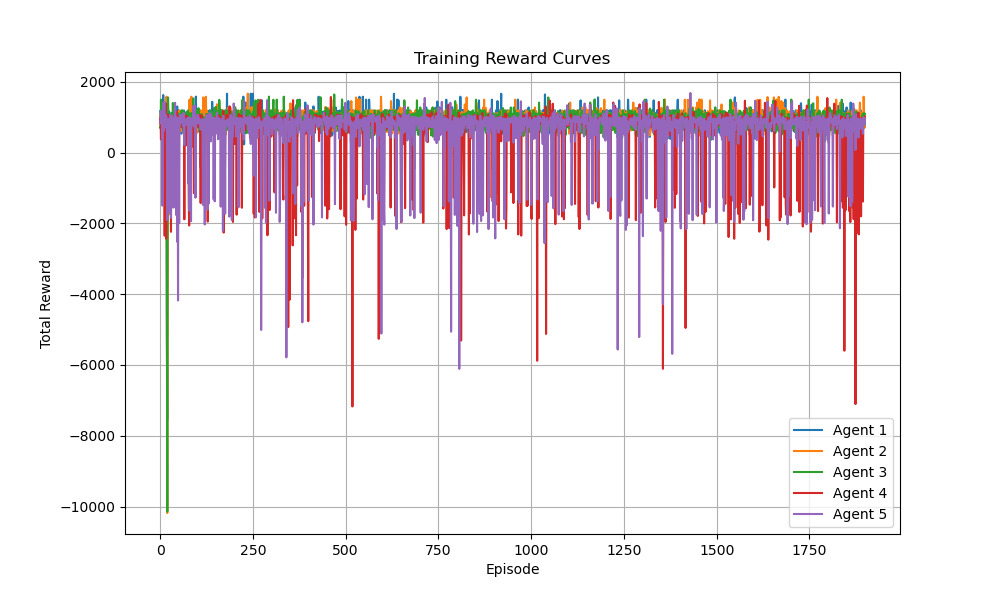 Training Reward Curves
Total Reward
2000
0
−2000
−4000
−6000
−8000
−10000
0 250 500 750 1000 1250 1500 1750
Episode
Agent 1
Agent 2
Agent 3
Agent 4
Agent 5